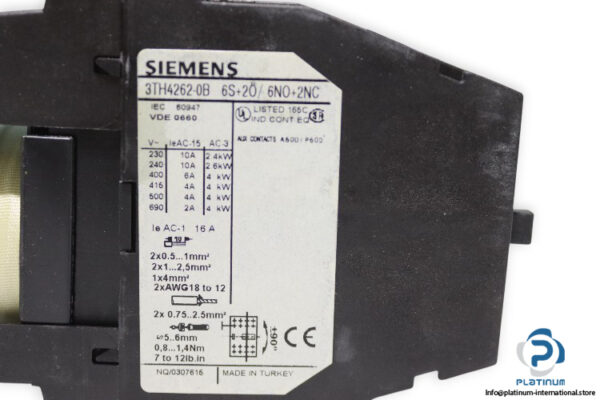 SIEMENS
3TH4262-0B 6S+2Ö/ 6NO+2NC
IEC 60947
VDE 0660
UL LISTED 165C
IND.CONT.EQ.
AUX CONTACTS A600/P600
V~ IeAC-15 AC-3
230 10A 2.4kW
240 10A 2.6kW
400 6A 4 kW
415 4A 4 kW
500 4A 4 kW
690 2A 4 kW
Ie AC-1 16 A
10
2x0.5...1mm²
2x1...2,5mm²
1x4mm²
2xAWG18 to 12
2x 0.75..2.5mm²
5...6mm
0,8...1,4Nm
7 to 12lb.in
+90°
CE
NQ/0307615 MADE IN TURKEY
PLATINUM
INTERNATIONAL
Info@platinum-international.store